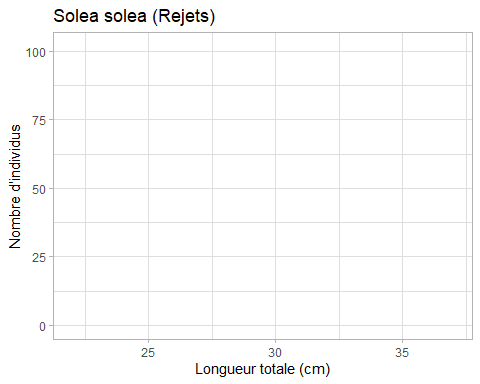 Solea solea (Rejets)
100
75
50
25
0
Nombre d'individus
25 30 35
Longueur totale (cm)